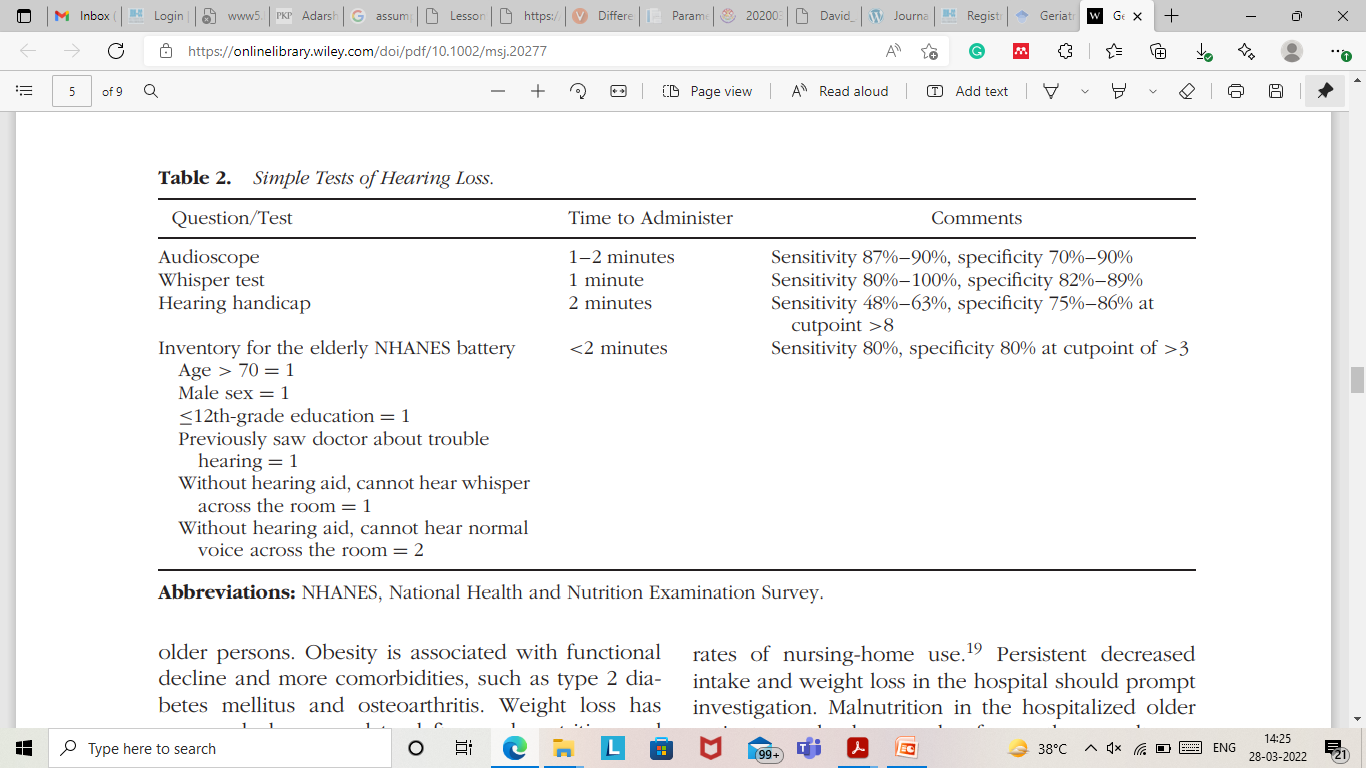 Inbox (
Login |
www5.
PKP Adarsh
assum
Lesson
https:/
Differe
Parame
20200
David_
Journa
Registr
Geriatr
W Ge
https://onlinelibrary.wiley.com/doi/pdf/10.1002/msj.20277
5 of 9 Page view Read aloud Add text
Table 2. Simple Tests of Hearing Loss.
Question/Test Time to Administer Comments
Audioscope 1–2 minutes Sensitivity 87%–90%, specificity 70%–90%
Whisper test 1 minute Sensitivity 80%–100%, specificity 82%–89%
Hearing handicap 2 minutes Sensitivity 48%–63%, specificity 75%–86% at
cutpoint >8
Inventory for the elderly NHANES battery <2 minutes Sensitivity 80%, specificity 80% at cutpoint of >3
Age > 70 = 1
Male sex = 1
≤12th-grade education = 1
Previously saw doctor about trouble
hearing = 1
Without hearing aid, cannot hear whisper
across the room = 1
Without hearing aid, cannot hear normal
voice across the room = 2
Abbreviations: NHANES, National Health and Nutrition Examination Survey.
older persons. Obesity is associated with functional
decline and more comorbidities, such as type 2 dia-
betes mellitus and osteoarthritis. Weight loss has
rates of nursing-home use.19 Persistent decreased
intake and weight loss in the hospital should prompt
investigation. Malnutrition in the hospitalized older
Type here to search
99+
38°C
ENG
14:25
28-03-2022
21